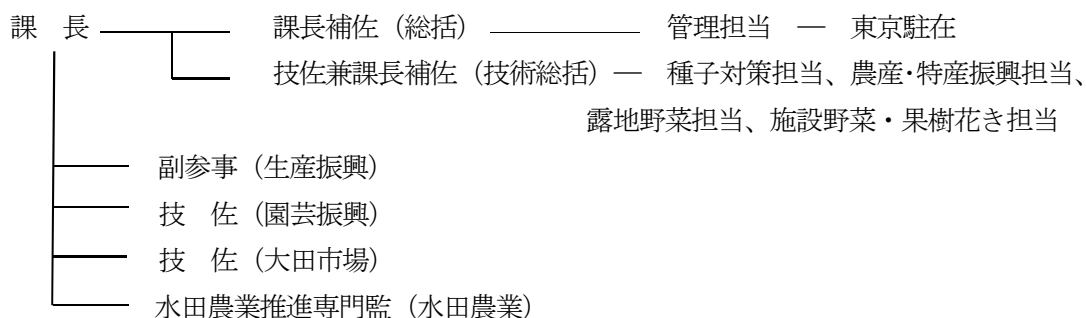 課　長　課長補佐（総括）　管理担当　―　東京駐在
技佐兼課長補佐（技術総括）―　種子対策担当、農産・特産振興担当、
露地野菜担当、施設野菜・果樹花き担当
副参事（生産振興）
技　佐（園芸振興）
技　佐（大田市場）
水田農業推進専門監（水田農業）